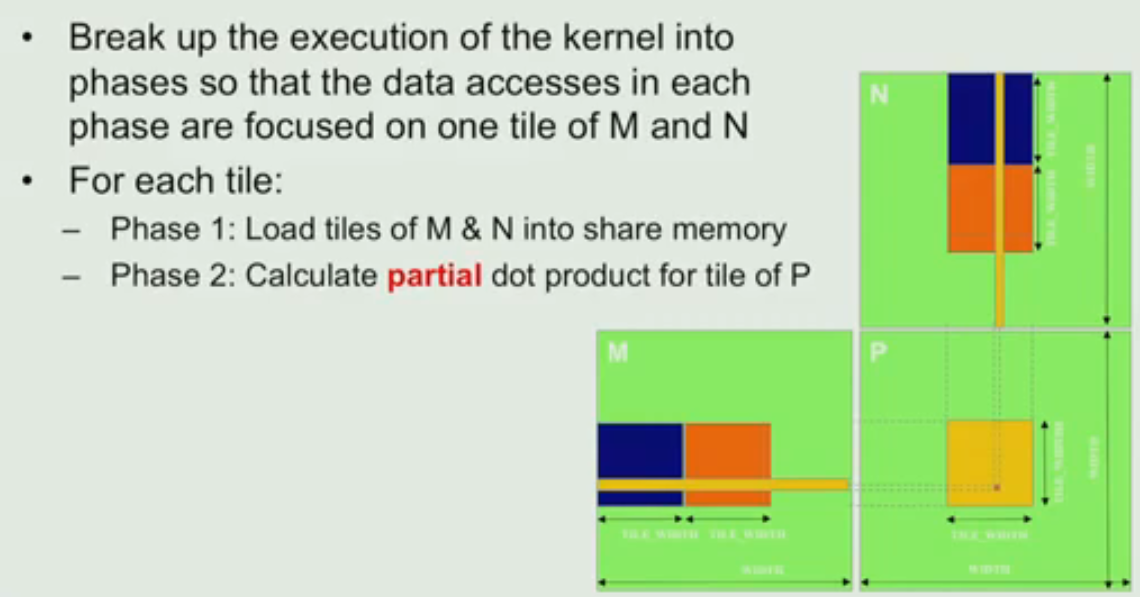 • Break up the execution of the kernel into
phases so that the data accesses in each
phase are focused on one tile of M and N
• For each tile:
– Phase 1: Load tiles of M & N into share memory
– Phase 2: Calculate partial dot product for tile of P
N
TILE_WIDTH
TILE_WIDTH
WIDTH
M
TILE_WIDTH TILE_WIDTH
WIDTH
P
TILE_WIDTH
WIDTH
TILE_WIDTH
WIDTH